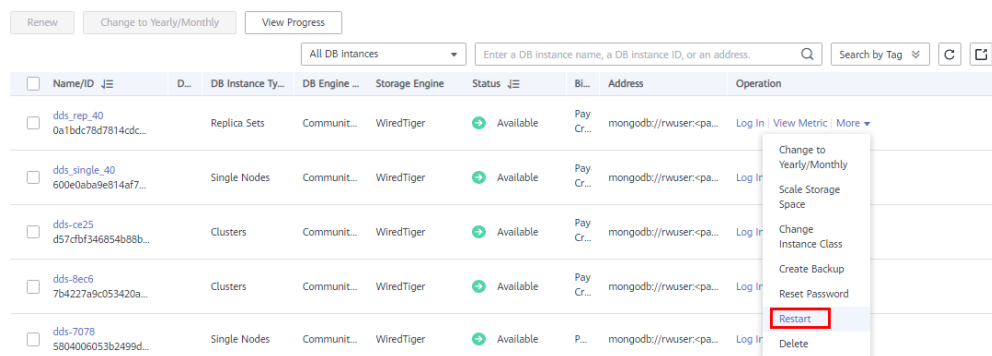 Renew Change to Yearly/Monthly View Progress
All DB intances Enter a DB instance name, a DB instance ID, or an address. Search by Tag
Name/ID D... DB Instance Ty... DB Engine ... Storage Engine Status Bi... Address Operation
dds_rep_40
0a1bdc78d7814cdc...
Replica Sets Communit... WiredTiger Available
Pay
Cr...
mongodb://rwuser:<pa... Log In View Metric More
dds_single_40
600e0aba9e814af7...
Single Nodes Communit... WiredTiger Available
Pay
Cr...
mongodb://rwuser:<pa... Log In
dds-ce25
d57cfbf346854b88b...
Clusters Communit... WiredTiger Available
Pay
Cr...
mongodb://rwuser:<pa... Log In
dds-8ec6
7b4227a9c053420a...
Clusters Communit... WiredTiger Available
Pay
Cr...
mongodb://rwuser:<pa... Log In
dds-7078
5804006053b2499d...
Single Nodes Communit... WiredTiger Available P... mongodb://rwuser:<pa... Log In
Change to
Yearly/Monthly
Scale Storage
Space
Change
Instance Class
Create Backup
Reset Password
Restart
Delete